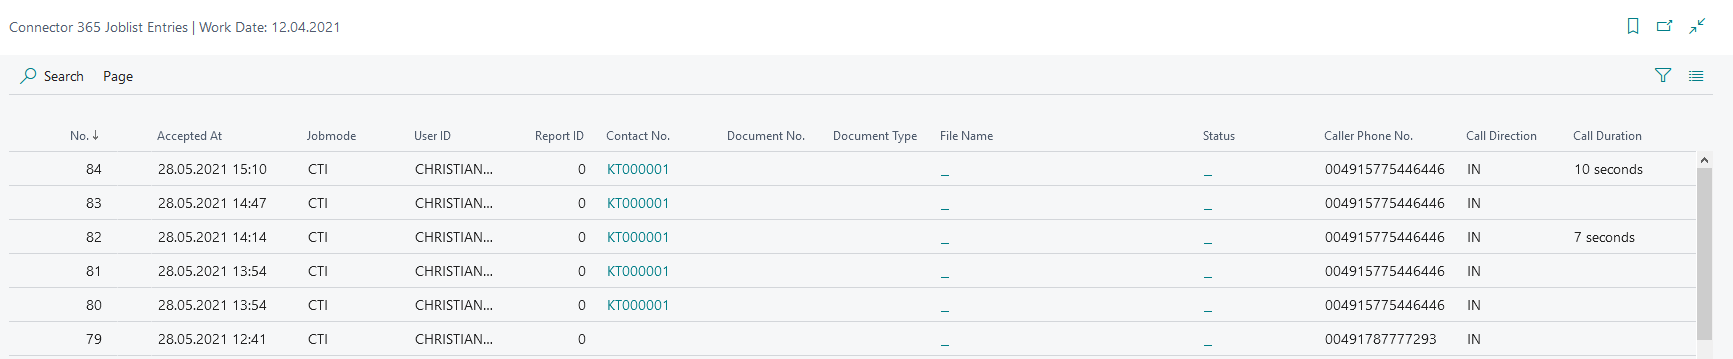 Connector 365 Joblist Entries | Work Date: 12.04.2021
Search Page
No. ↓ Accepted At Jobmode User ID Report ID Contact No. Document No. Document Type File Name Status Caller Phone No. Call Direction Call Duration
84 28.05.2021 15:10 CTI CHRISTIAN... 0 KT000001 _ _ 004915775446446 IN 10 seconds
83 28.05.2021 14:47 CTI CHRISTIAN... 0 KT000001 _ _ 004915775446446 IN
82 28.05.2021 14:14 CTI CHRISTIAN... 0 KT000001 _ _ 004915775446446 IN 7 seconds
81 28.05.2021 13:54 CTI CHRISTIAN... 0 KT000001 _ _ 004915775446446 IN
80 28.05.2021 13:54 CTI CHRISTIAN... 0 KT000001 _ _ 004915775446446 IN
79 28.05.2021 12:41 CTI CHRISTIAN... 0 _ _ 00491787777293 IN